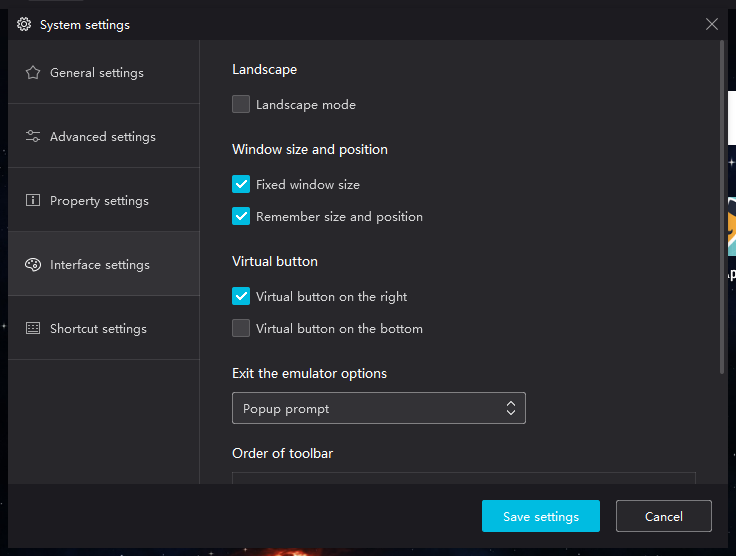 System settings
General settings
Advanced settings
Property settings
Interface settings
Shortcut settings
Landscape
Landscape mode
Window size and position
Fixed window size
Remember size and position
Virtual button
Virtual button on the right
Virtual button on the bottom
Exit the emulator options
Popup prompt
Order of toolbar
Save settings
Cancel